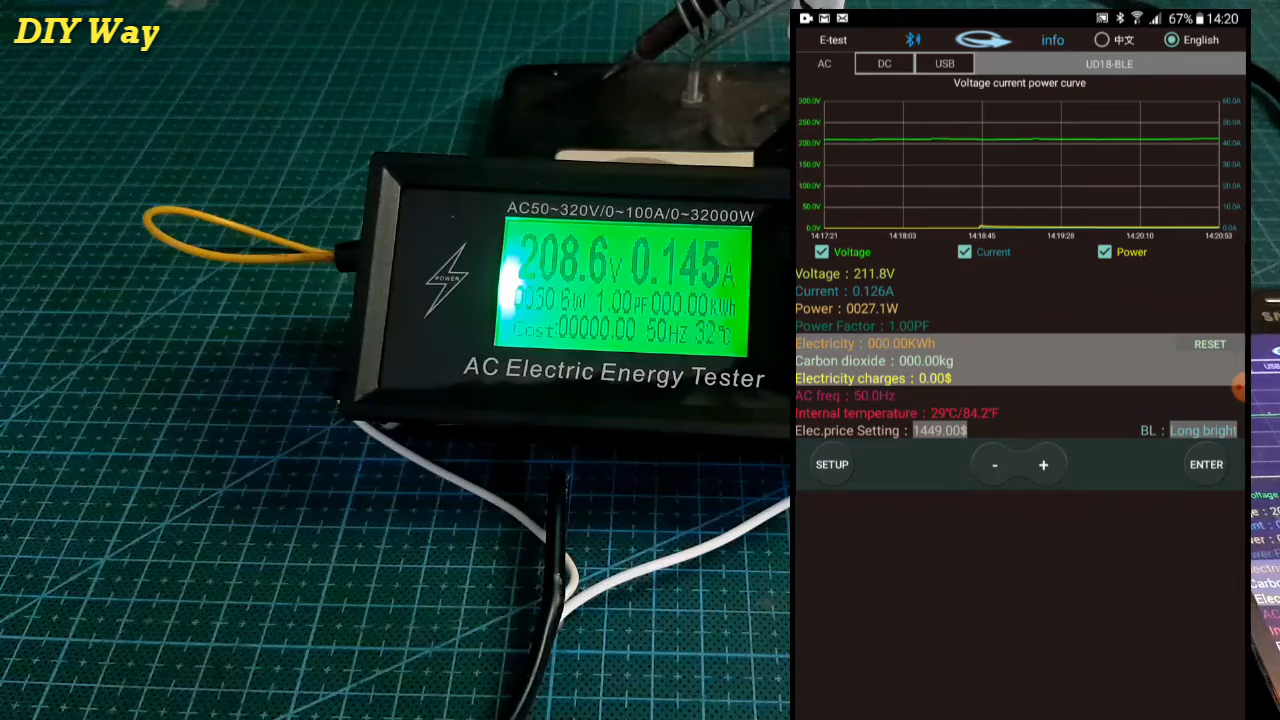 DIY Way
AC50~320V/0~100A/0~32000W
208.6V 0.145A
0030.6W 1.00PF 000.00KWh
Cost:00000.00 50HZ 32℃
POWER
AC Electric Energy Tester
67% 14:20
E-test info 中文 English
AC DC USB UD18-BLE
Voltage current power curve
300.0V 60.0A
250.0V 50.0A
200.0V 40.0A
150.0V 30.0A
100.0V 20.0A
50.0V 10.0A
0.0V 0.0A
14:17:21 14:18:03 14:18:45 14:19:28 14:20:10 14:20:53
Voltage Current Power
Voltage : 211.8V
Current : 0.126A
Power : 0027.1W
Power Factor : 1.00PF
Electricity : 000.00KWh RESET
Carbon dioxide : 000.00kg
Electricity charges : 0.00$
AC freq : 50.0Hz
Internal temperature : 29℃/84.2℉
Elec.price Setting : 1449.00$ BL : Long bright
SETUP - + ENTER